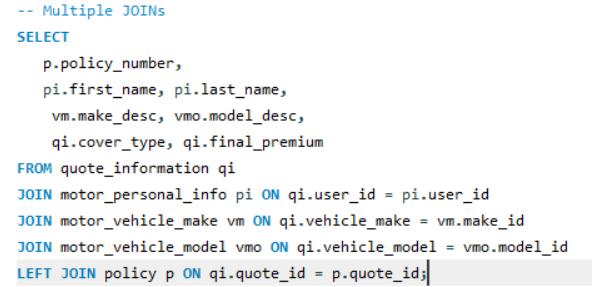 -- Multiple JOINs
SELECT
p.policy_number,
pi.first_name, pi.last_name,
vm.make_desc, vmo.model_desc,
qi.cover_type, qi.final_premium
FROM quote_information qi
JOIN motor_personal_info pi ON qi.user_id = pi.user_id
JOIN motor_vehicle_make vm ON qi.vehicle_make = vm.make_id
JOIN motor_vehicle_model vmo ON qi.vehicle_model = vmo.model_id
LEFT JOIN policy p ON qi.quote_id = p.quote_id;